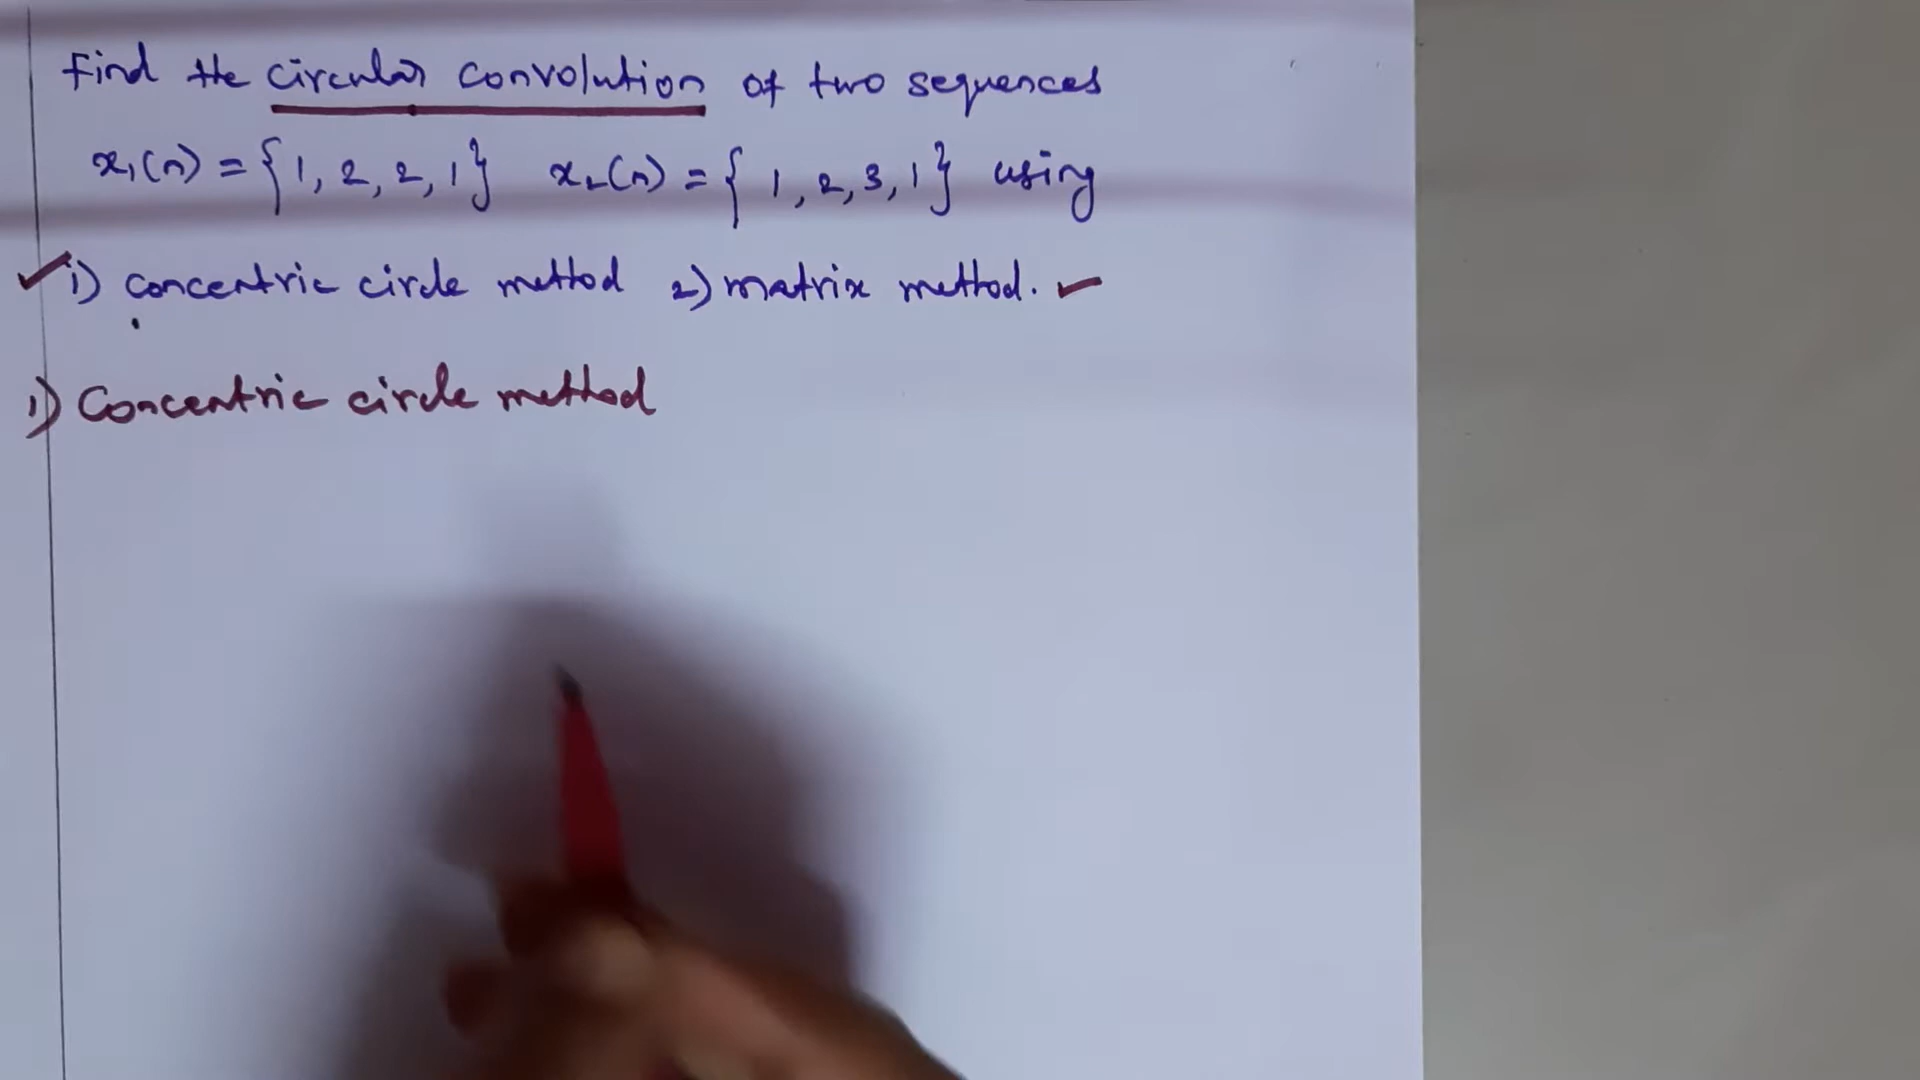 Find the circular convolution of two sequences
x₁(n) = {1, 2, 2, 1} x₂(n) = {1, 2, 3, 1} using
1) concentric circle method 2) matrix method.
1) Concentric circle method